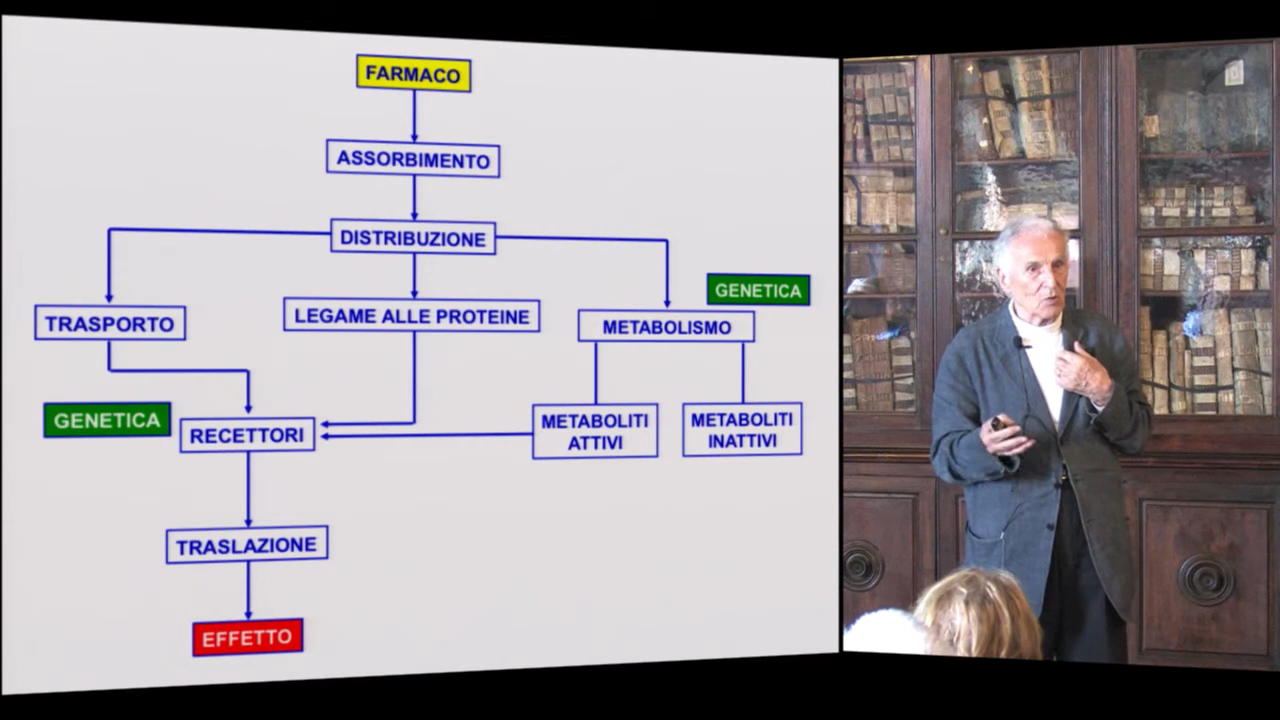 FARMACO
ASSORBIMENTO
DISTRIBUZIONE
GENETICA
TRASPORTO
LEGAME ALLE PROTEINE
METABOLISMO
GENETICA
RECETTORI
METABOLITI
ATTIVI
METABOLITI
INATTIVI
TRASLAZIONE
EFFETTO